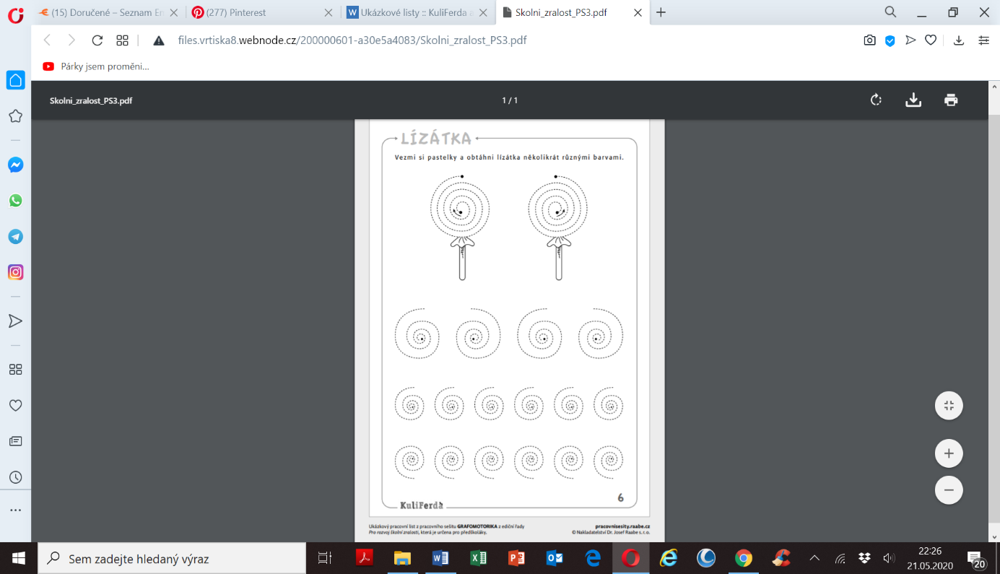 (15) Doručené – Seznam Em
(277) Pinterest
Ukázkové listy :: KuliFerda a
Skolni_zralost_PS3.pdf
files.vrtiska8.webnode.cz/200000601-a30e5a4083/Skolni_zralost_PS3.pdf
Párky jsem proměni...
Skolni_zralost_PS3.pdf
1 / 1
LÍZÁTKA
Vezmi si pastelky a obtáhni lízátka několikrát různými barvami.
6
KuliFerda
Ukázkový pracovní list z pracovního sešitu GRAFOMOTORIKA z ediční řady
Pro rozvoj školní zralosti, která je určena pro předškoláky.
pracovnisesity.raabe.cz
© Nakladatelství Dr. Josef Raabe s. r. o.
Sem zadejte hledaný výraz
22:26
21.05.2020
20